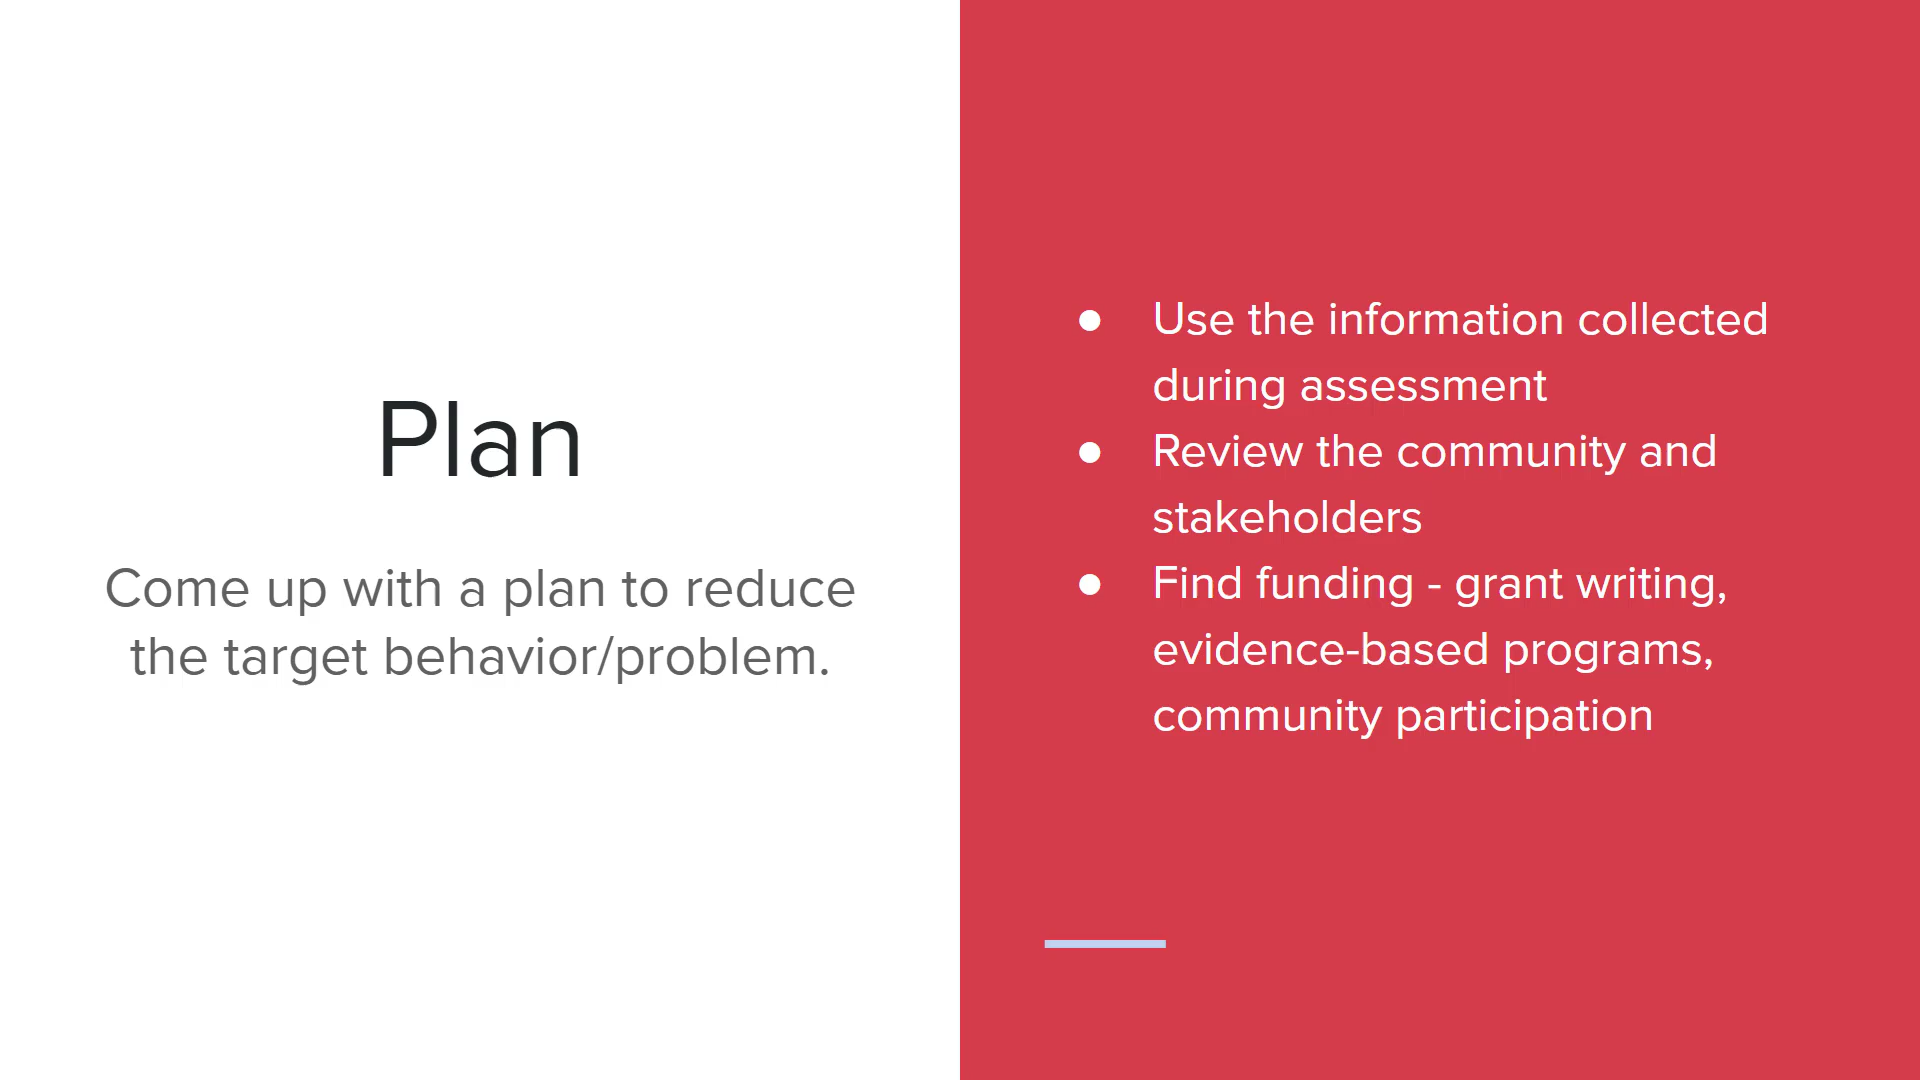 Plan
Come up with a plan to reduce
the target behavior/problem.
● Use the information collected
during assessment
● Review the community and
stakeholders
● Find funding - grant writing,
evidence-based programs,
community participation